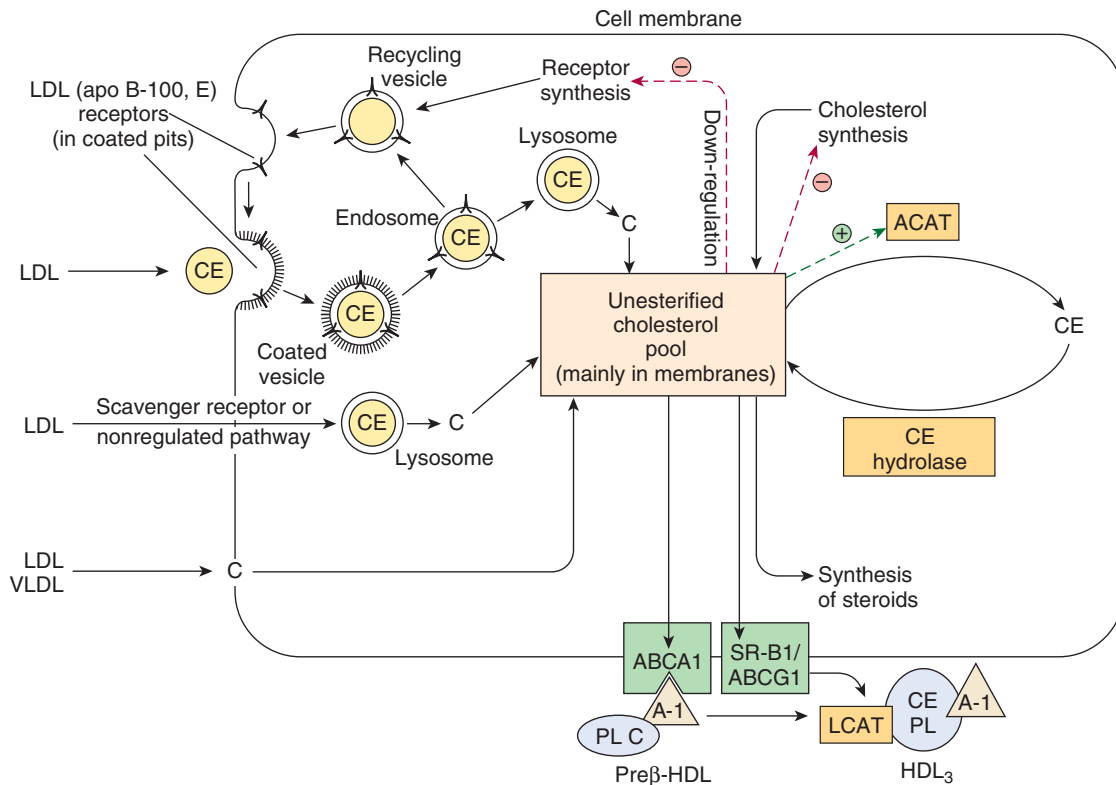 Cell membrane
Recycling
vesicle
Receptor
synthesis
−
LDL (apo B-100, E)
receptors
(in coated pits)
Cholesterol
synthesis
−
Down-regulation
Lysosome
CE
C
Endosome
CE
+
ACAT
LDL
CE
CE
Coated
vesicle
Unesterified
cholesterol
pool
(mainly in membranes)
CE
LDL
Scavenger receptor or
nonregulated pathway
CE
C
Lysosome
CE
hydrolase
LDL
VLDL
C
Synthesis
of steroids
ABCA1
SR-B1/
ABCG1
A-1
PL C
Preβ-HDL
LCAT
CE
PL
A-1
HDL₃